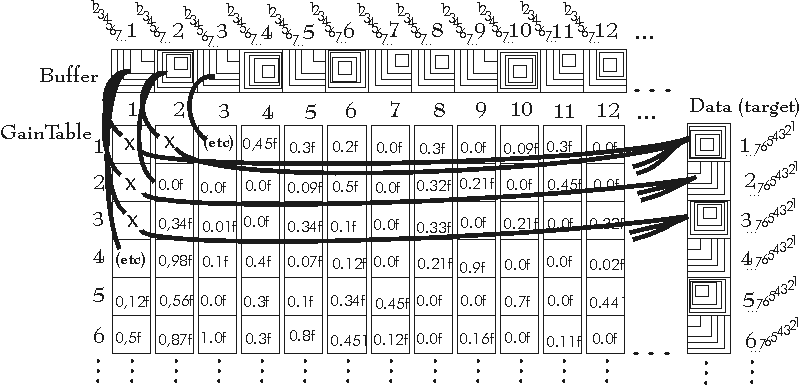 1234567... 1234567... 1234567... 1234567... 1234567... 1234567... 1234567... 1234567... 1234567... 1234567... 1234567... 1234567...
1 2 3 4 5 6 7 8 9 10 11 12 ...
Buffer
1 2 3 4 5 6 7 8 9 10 11 12 ...
Data (target)
GainTable
1 X X (etc) 0,45f 0.3f 0.2f 0.0f 0.3f 0.0f 0.09f 0.3f 0.0f
1 ...7654321
2 X 0.0f 0.0f 0.0f 0.09f 0.5f 0.0f 0.32f 0.21f 0.0f 0.45f 0.0f
2 ...7654321
3 X 0,34f 0.01f 0.0f 0.34f 0.1f 0.0f 0.33f 0.0f 0.21f 0.0f 0.32f
3 ...7654321
4 (etc) 0,98f 0.1f 0.4f 0.07f 0.12f 0.0f 0.21f 0.9f 0.0f 0.0f 0.02f
4 ...7654321
5 0,12f 0,56f 0.0f 0.3f 0.1f 0.34f 0.45f 0.0f 0.0f 0.7f 0.0f 0.44
5 ...7654321
6 0,5f 0,87f 1.0f 0.3f 0.8f 0.451 0.12f 0.0f 0.16f 0.0f 0.11f 0.0f
6 ...7654321